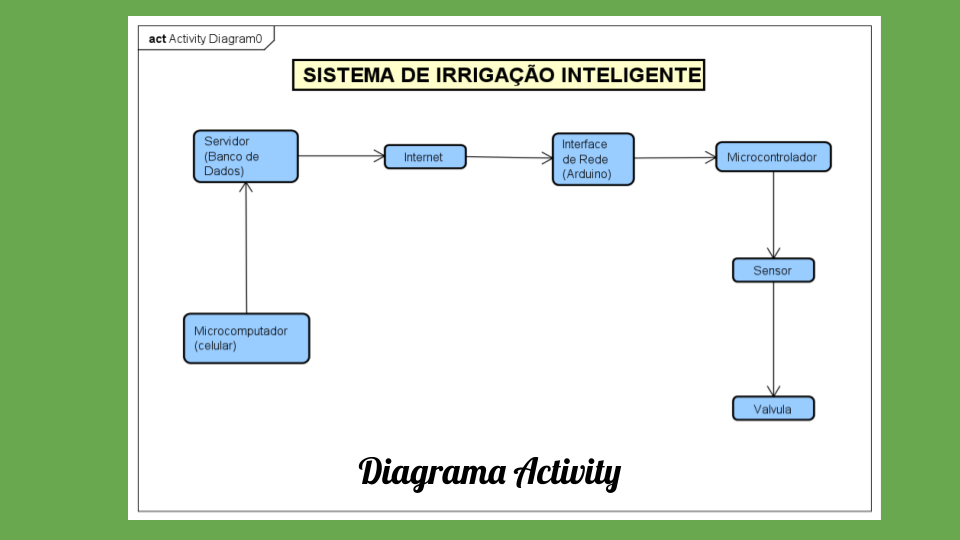 act Activity Diagram0
SISTEMA DE IRRIGAÇÃO INTELIGENTE
Servidor
(Banco de
Dados)
Internet
Interface
de Rede
(Arduino)
Microcontrolador
Sensor
Microcomputador
(celular)
Valvula
Diagrama Activity